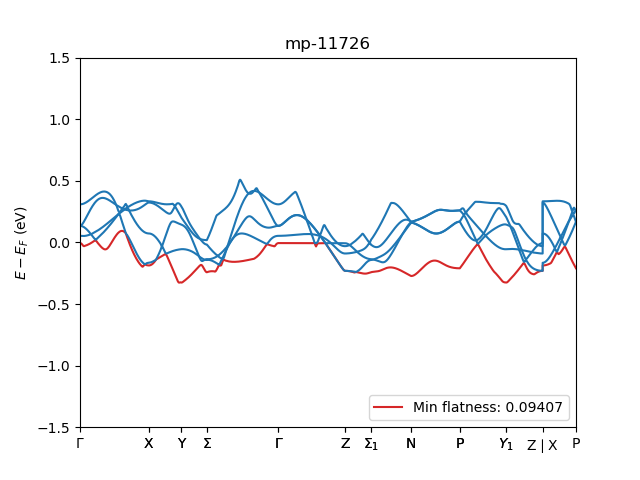 mp-11726
1.5
1.0
0.5
0.0
−0.5
−1.0
−1.5
E − E_F (eV)
Min flatness: 0.09407
Γ X Y Σ Γ Z Σ₁ N P Y₁ Z | X P